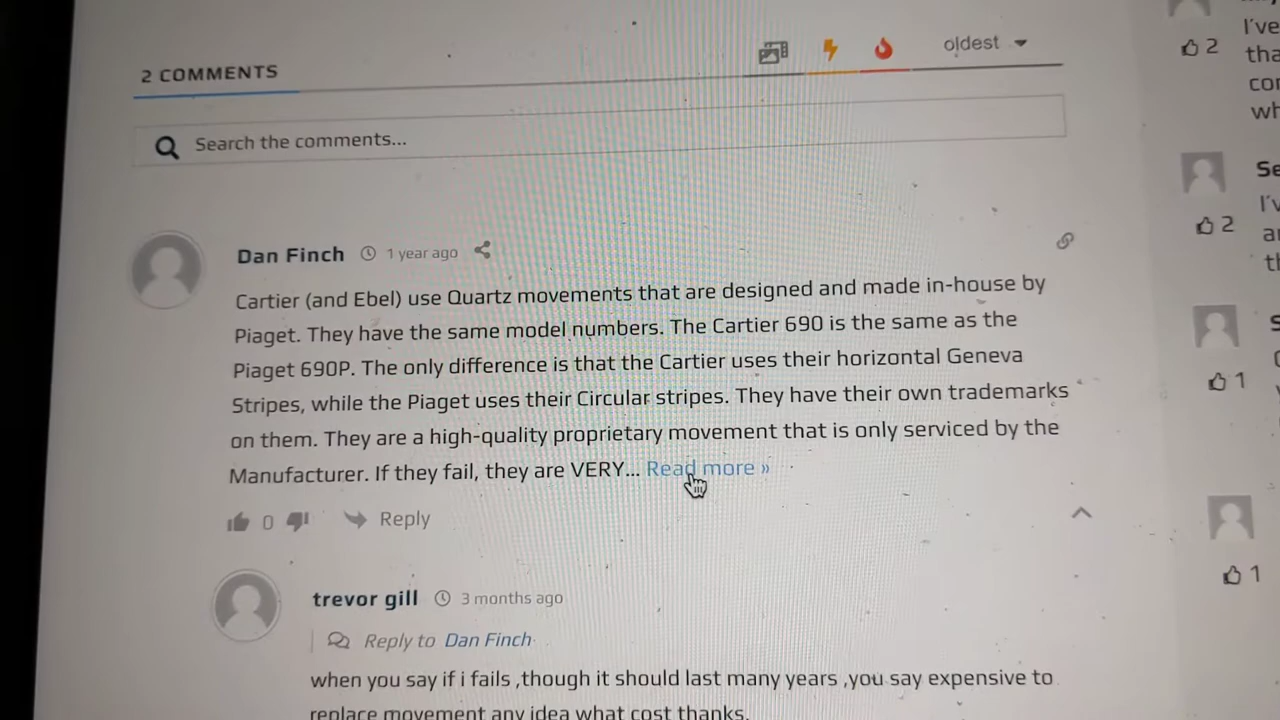 2 COMMENTS
oldest
Search the comments...
Dan Finch 1 year ago
Cartier (and Ebel) use Quartz movements that are designed and made in-house by
Piaget. They have the same model numbers. The Cartier 690 is the same as the
Piaget 690P. The only difference is that the Cartier uses their horizontal Geneva
Stripes, while the Piaget uses their Circular stripes. They have their own trademarks
on them. They are a high-quality proprietary movement that is only serviced by the
Manufacturer. If they fail, they are VERY... Read more »
0 Reply
trevor gill 3 months ago
Reply to Dan Finch
when you say if i fails ,though it should last many years ,you say expensive to
replace movement any idea what cost thanks.
I've
2
2
1
1